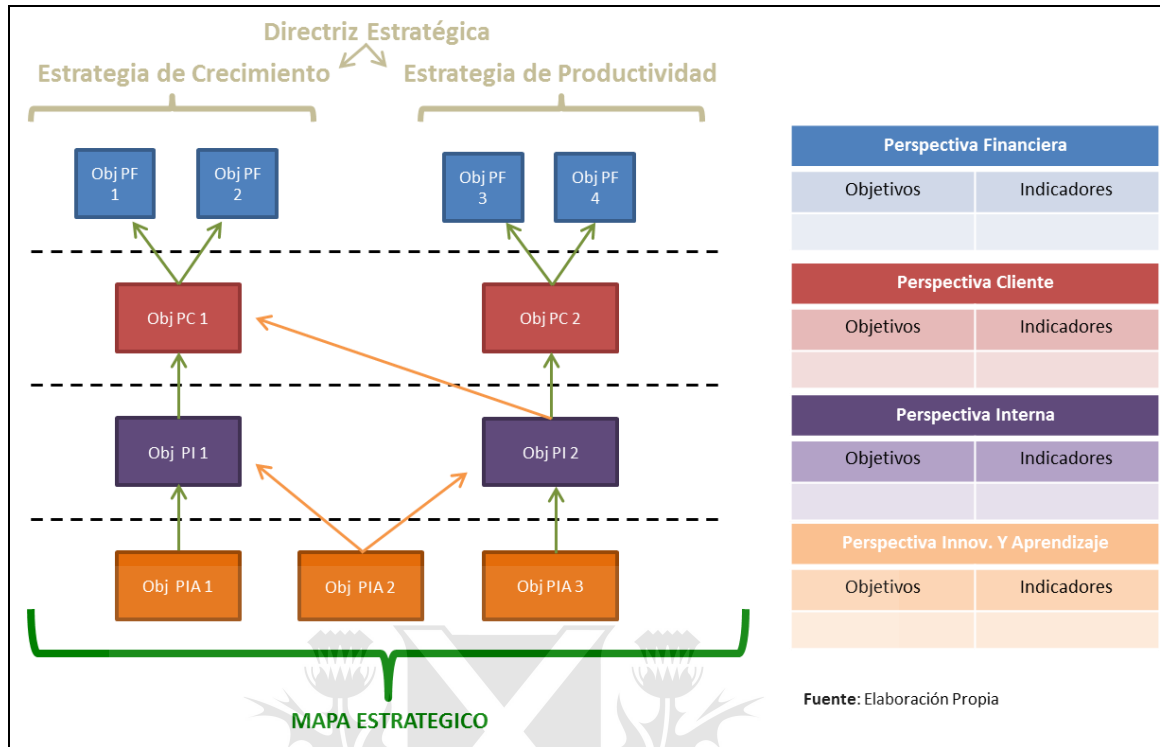 Directriz Estratégica
Estrategia de Crecimiento
Estrategia de Productividad
Obj PF
1
Obj PF
2
Obj PF
3
Obj PF
4
Obj PC 1
Obj PC 2
Obj PI 1
Obj PI 2
Obj PIA 1
Obj PIA 2
Obj PIA 3
MAPA ESTRATEGICO
Perspectiva Financiera
Objetivos Indicadores
Perspectiva Cliente
Objetivos Indicadores
Perspectiva Interna
Objetivos Indicadores
Perspectiva Innov. Y Aprendizaje
Objetivos Indicadores
Fuente: Elaboración Propia